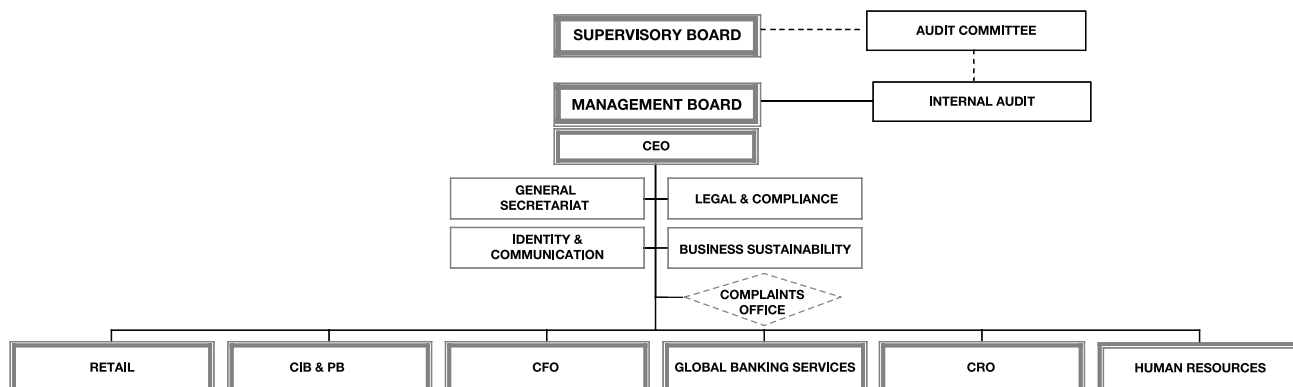 SUPERVISORY BOARD
AUDIT COMMITTEE
MANAGEMENT BOARD
INTERNAL AUDIT
CEO
GENERAL
SECRETARIAT
LEGAL & COMPLIANCE
IDENTITY &
COMMUNICATION
BUSINESS SUSTAINABILITY
COMPLAINTS
OFFICE
RETAIL
CIB & PB
CFO
GLOBAL BANKING SERVICES
CRO
HUMAN RESOURCES